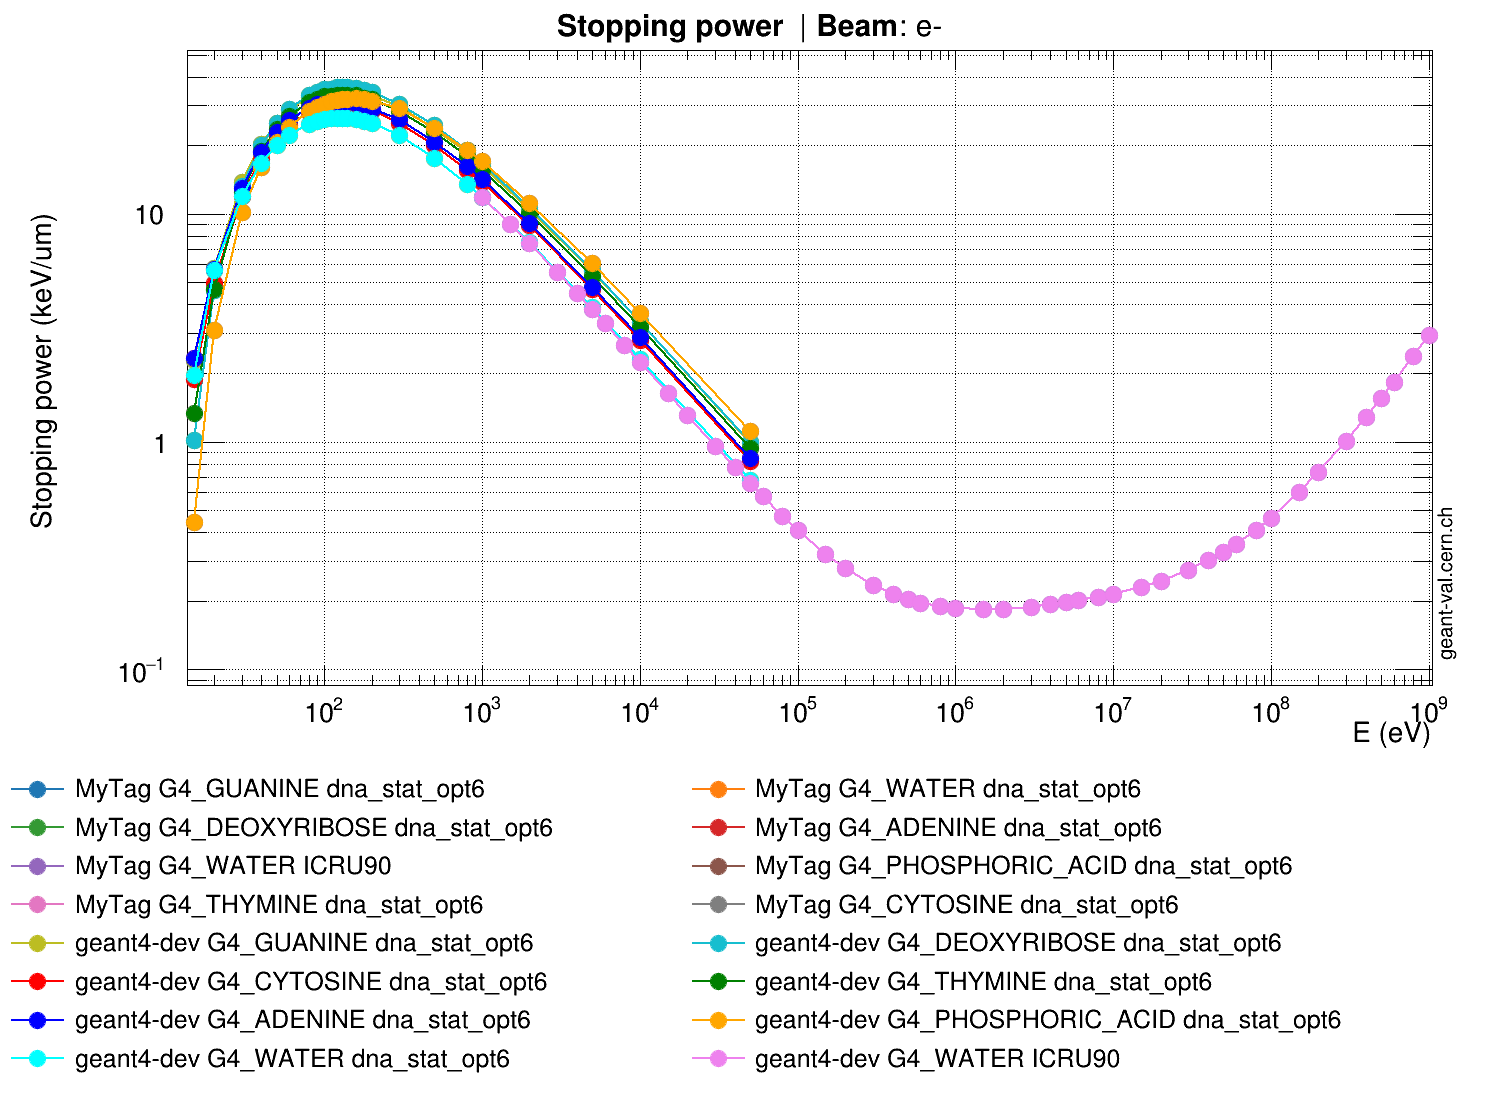 Stopping power | Beam: e-
Stopping power (keV/um)
10
1
10⁻¹
10² 10³ 10⁴ 10⁵ 10⁶ 10⁷ 10⁸ 10⁹
E (eV)
geant-val.cern.ch
MyTag G4_GUANINE dna_stat_opt6 MyTag G4_WATER dna_stat_opt6
MyTag G4_DEOXYRIBOSE dna_stat_opt6 MyTag G4_ADENINE dna_stat_opt6
MyTag G4_WATER ICRU90 MyTag G4_PHOSPHORIC_ACID dna_stat_opt6
MyTag G4_THYMINE dna_stat_opt6 MyTag G4_CYTOSINE dna_stat_opt6
geant4-dev G4_GUANINE dna_stat_opt6 geant4-dev G4_DEOXYRIBOSE dna_stat_opt6
geant4-dev G4_CYTOSINE dna_stat_opt6 geant4-dev G4_THYMINE dna_stat_opt6
geant4-dev G4_ADENINE dna_stat_opt6 geant4-dev G4_PHOSPHORIC_ACID dna_stat_opt6
geant4-dev G4_WATER dna_stat_opt6 geant4-dev G4_WATER ICRU90